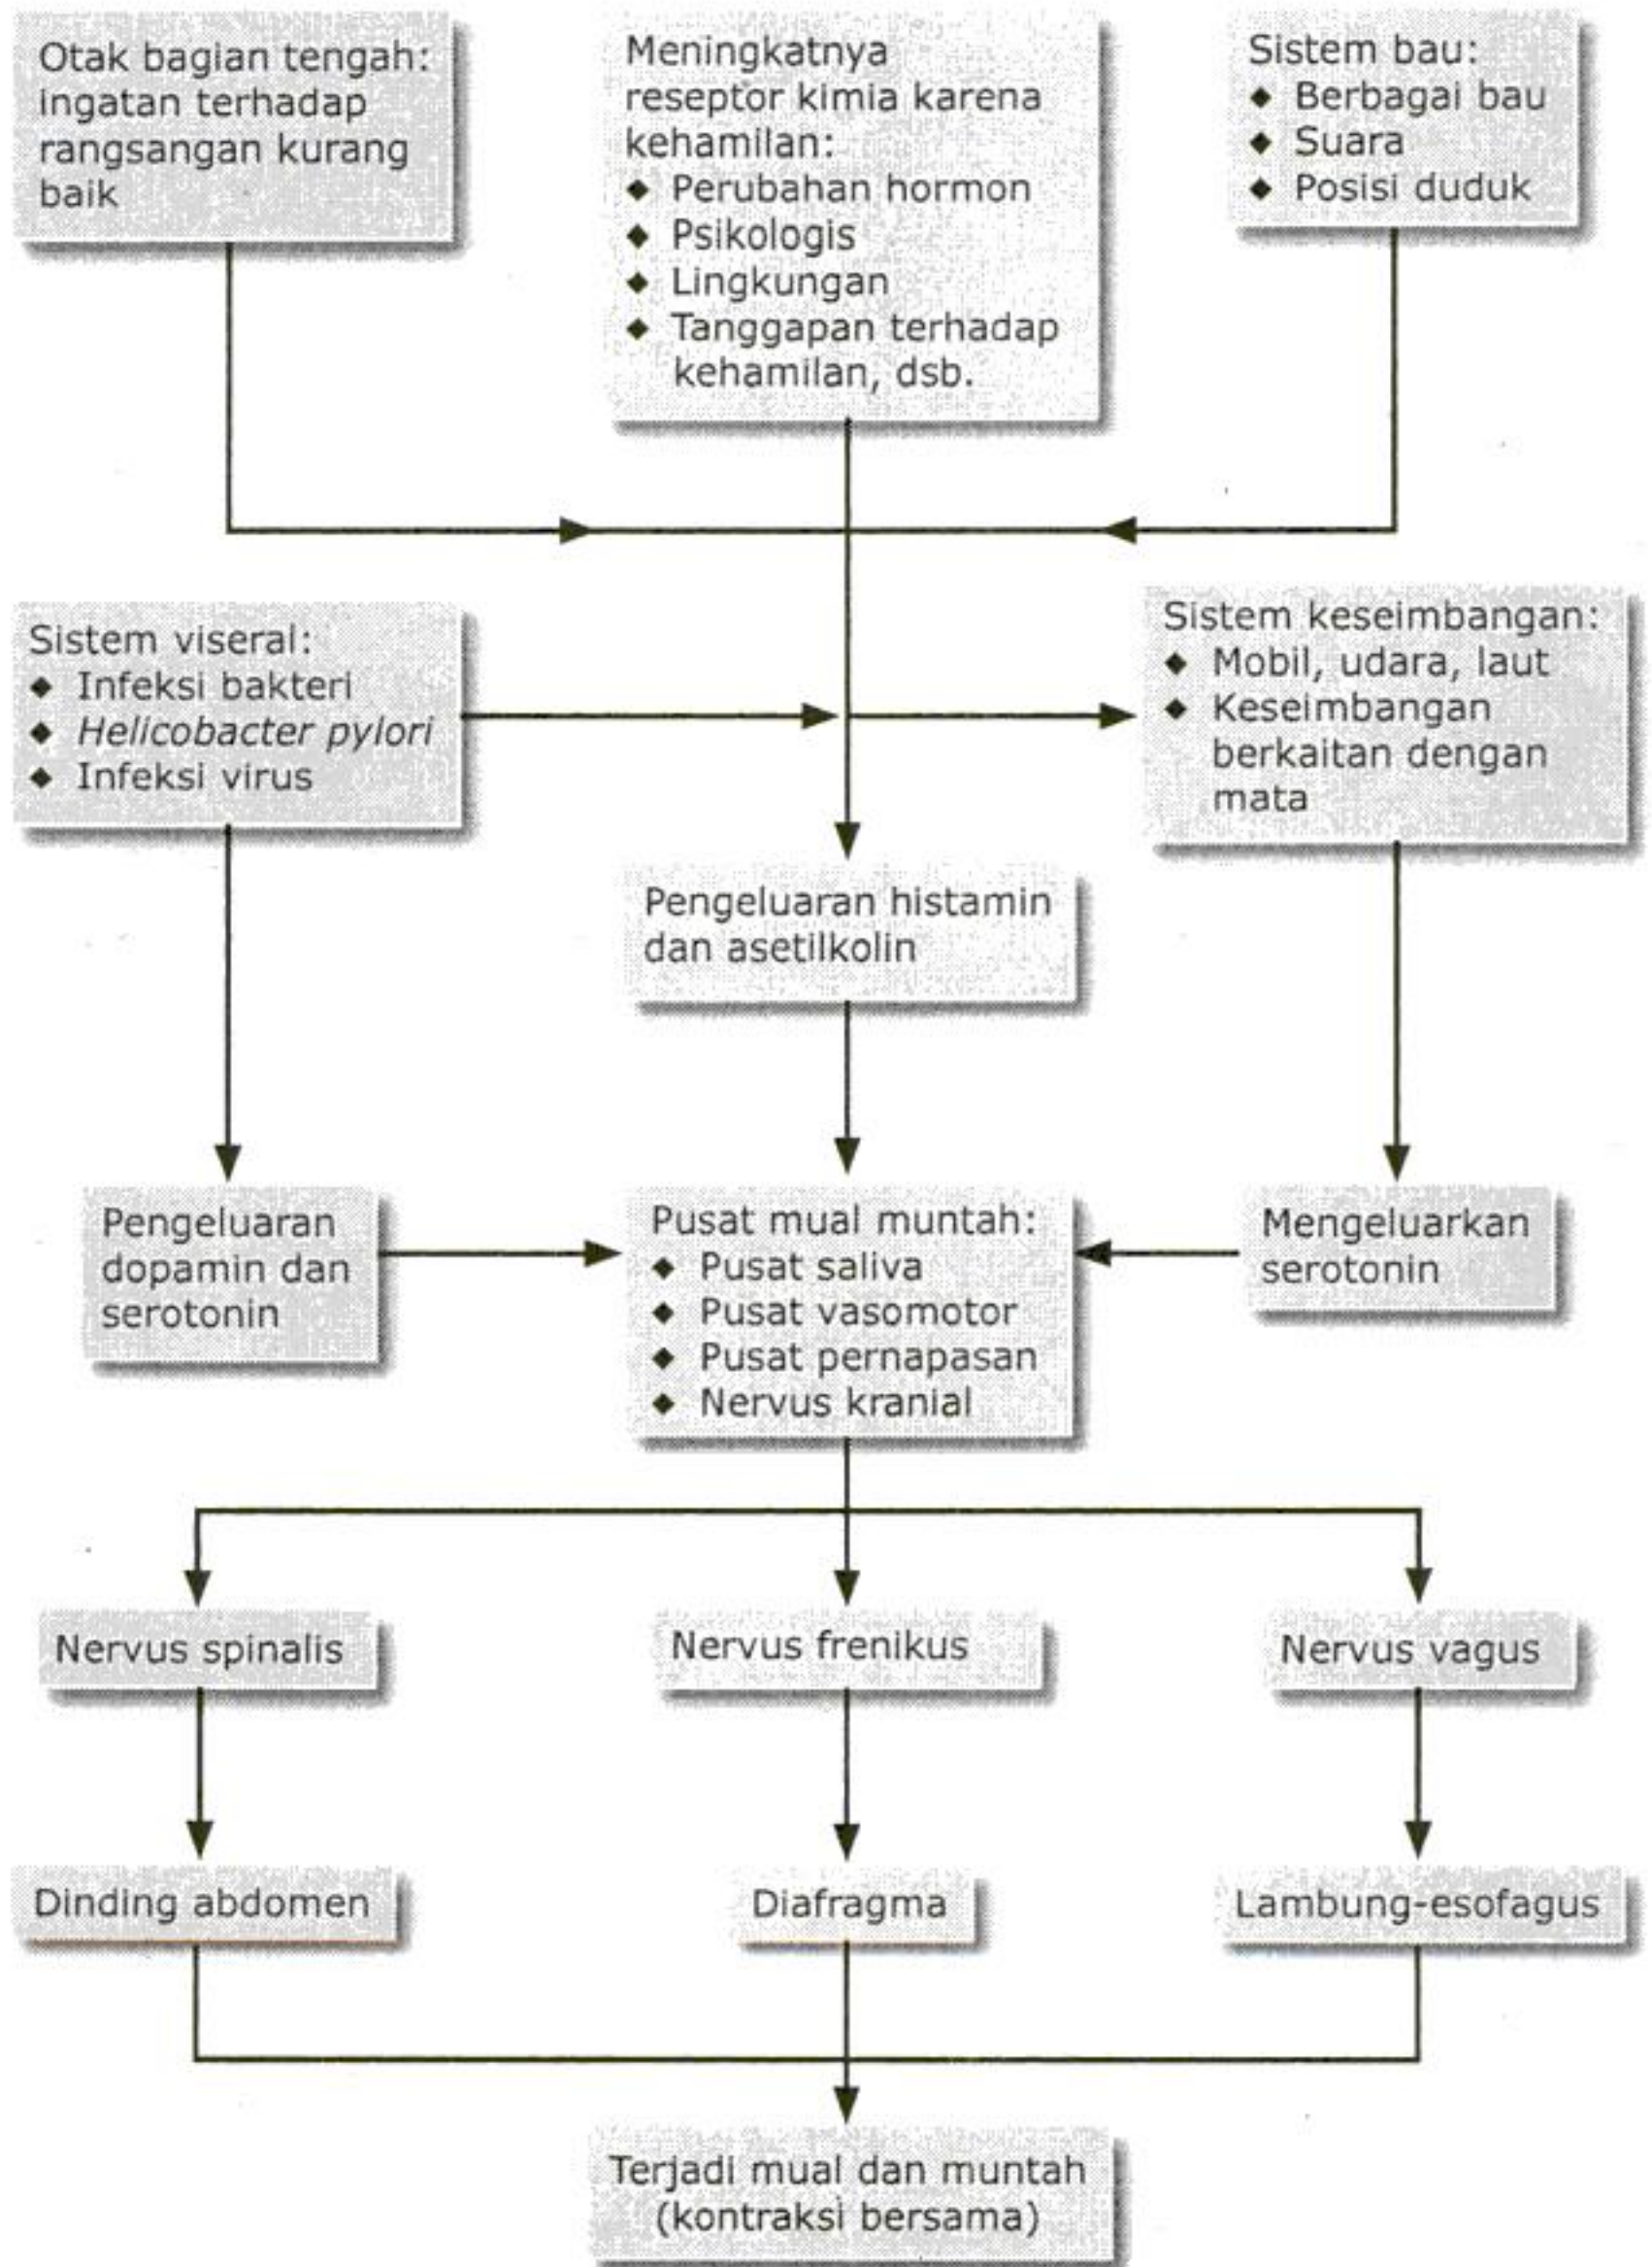 Otak bagian tengah:
ingatan terhadap
rangsangan kurang
baik
Meningkatnya
reseptor kimia karena
kehamilan:
◆ Perubahan hormon
◆ Psikologis
◆ Lingkungan
◆ Tanggapan terhadap
kehamilan, dsb.
Sistem bau:
◆ Berbagai bau
◆ Suara
◆ Posisi duduk
Sistem viseral:
◆ Infeksi bakteri
◆ Helicobacter pylori
◆ Infeksi virus
Sistem keseimbangan:
◆ Mobil, udara, laut
◆ Keseimbangan
berkaitan dengan
mata
Pengeluaran histamin
dan asetilkolin
Pengeluaran
dopamin dan
serotonin
Pusat mual muntah:
◆ Pusat saliva
◆ Pusat vasomotor
◆ Pusat pernapasan
◆ Nervus kranial
Mengeluarkan
serotonin
Nervus spinalis
Nervus frenikus
Nervus vagus
Dinding abdomen
Diafragma
Lambung-esofagus
Terjadi mual dan muntah
(kontraksi bersama)